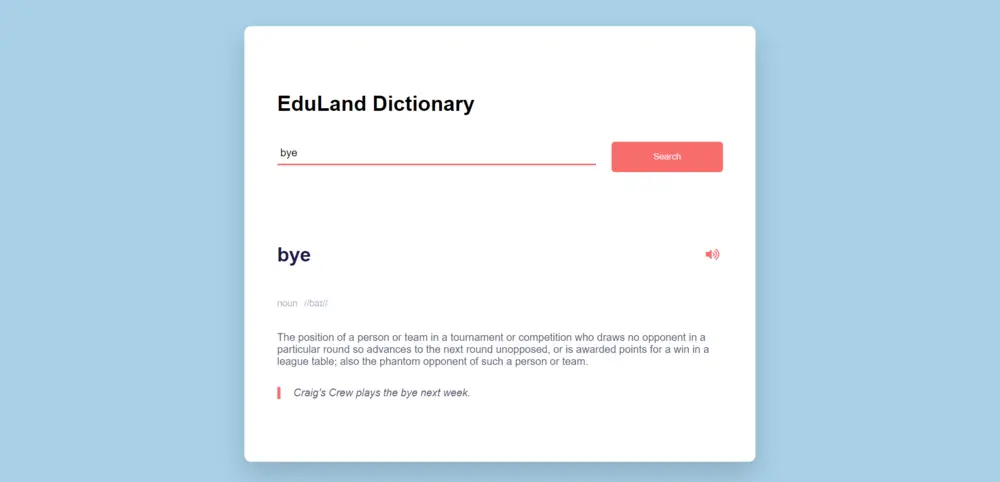 EduLand Dictionary
bye
Search
bye
noun //baɪ//
The position of a person or team in a tournament or competition who draws no opponent in a
particular round so advances to the next round unopposed, or is awarded points for a win in a
league table; also the phantom opponent of such a person or team.
Craig's Crew plays the bye next week.